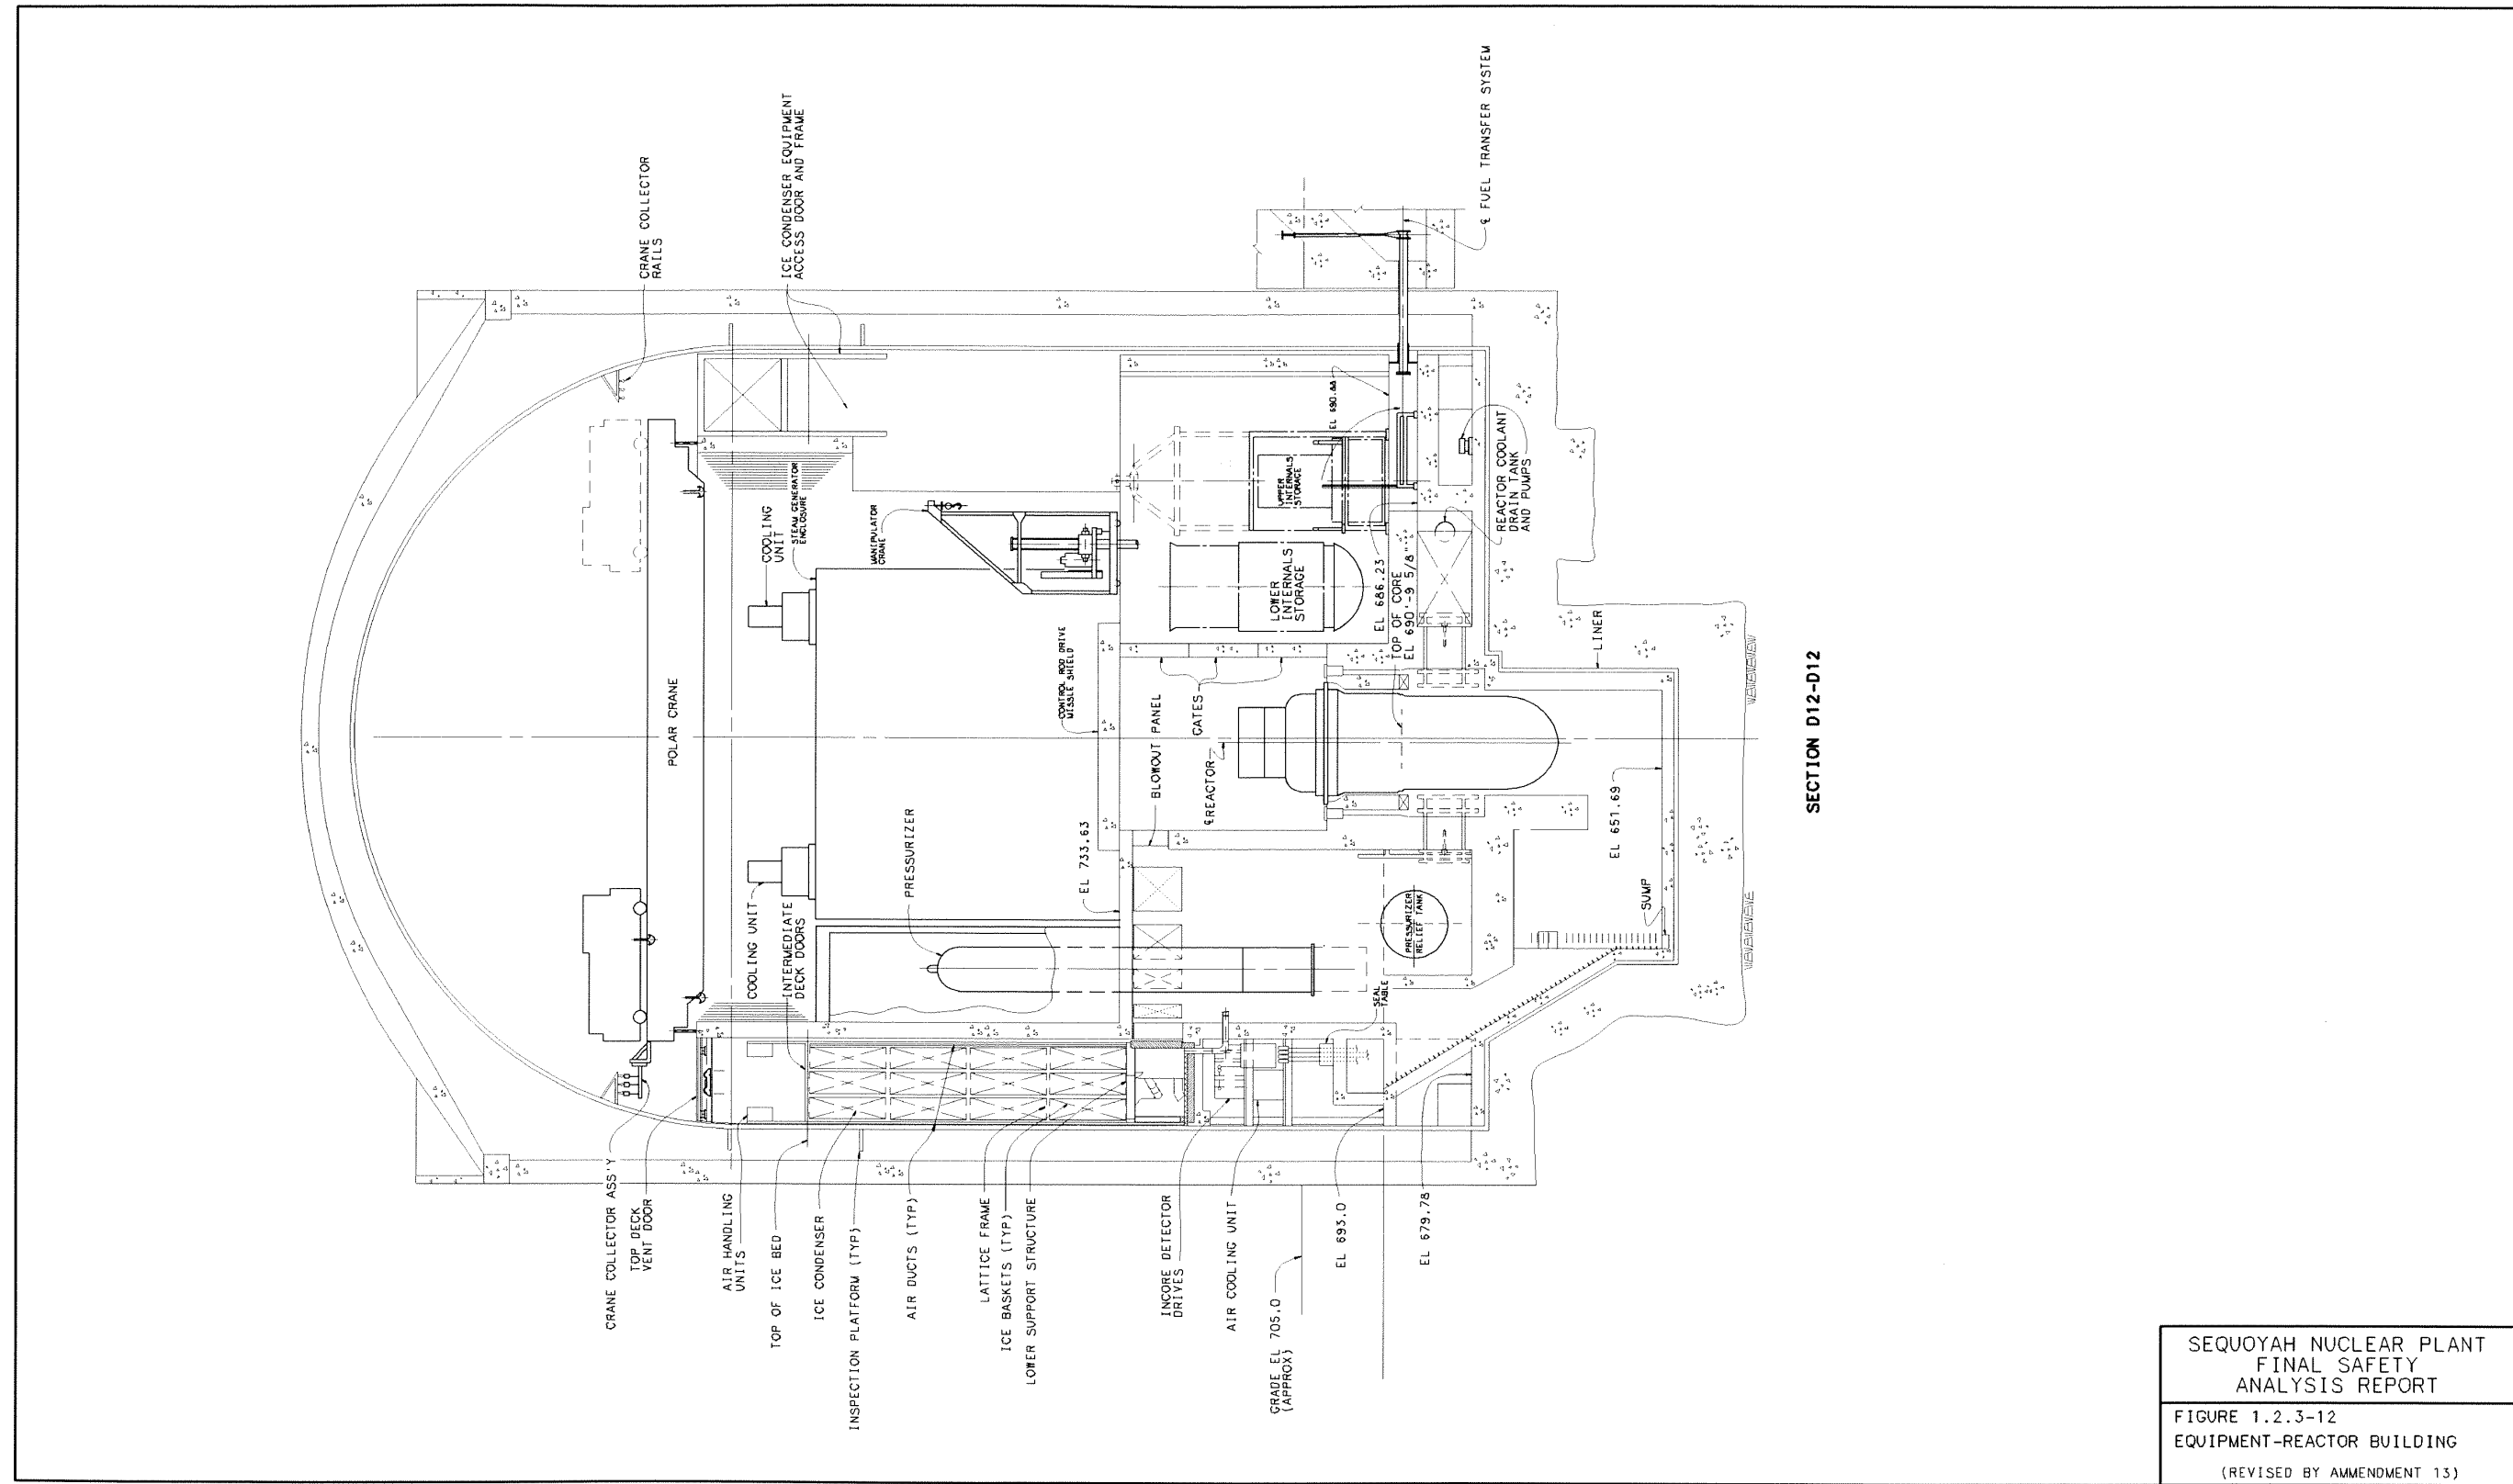 CRANE COLLECTOR
RAILS
ICE CONDENSER EQUIPMENT
ACCESS DOOR AND FRAME
℄ FUEL TRANSFER SYSTEM
POLAR CRANE
COOLING
UNIT
STEAM GENERATOR
ENCLOSURE
MANIPULATOR
CRANE
CONTROL ROD DRIVE
MISSLE SHIELD
UPPER
INTERNALS
STORAGE
EL 690.88
LOWER
INTERNALS
STORAGE
EL 686.23
TOP OF CORE
EL 690'-9 5/8"
REACTOR COOLANT
DRAIN TANK
AND PUMPS
LINER
BLOWOUT PANEL
GATES
℄REACTOR
COOLING UNIT
INTERMEDIATE
DECK DOORS
PRESSURIZER
EL 733.63
PRESSURIZER
RELIEF TANK
SEAL
TABLE
EL 651.69
SUMP
CRANE COLLECTOR ASS'Y
TOP DECK
VENT DOOR
AIR HANDLING
UNITS
TOP OF ICE BED
ICE CONDENSER
INSPECTION PLATFORM (TYP)
AIR DUCTS (TYP)
LATTICE FRAME
ICE BASKETS (TYP)
LOWER SUPPORT STRUCTURE
INCORE DETECTOR
DRIVES
AIR COOLING UNIT
GRADE EL 705.0
(APPROX)
EL 693.0
EL 679.78
SECTION D12-D12
SEQUOYAH NUCLEAR PLANT
FINAL SAFETY
ANALYSIS REPORT
FIGURE 1.2.3-12
EQUIPMENT-REACTOR BUILDING
(REVISED BY AMMENDMENT 13)